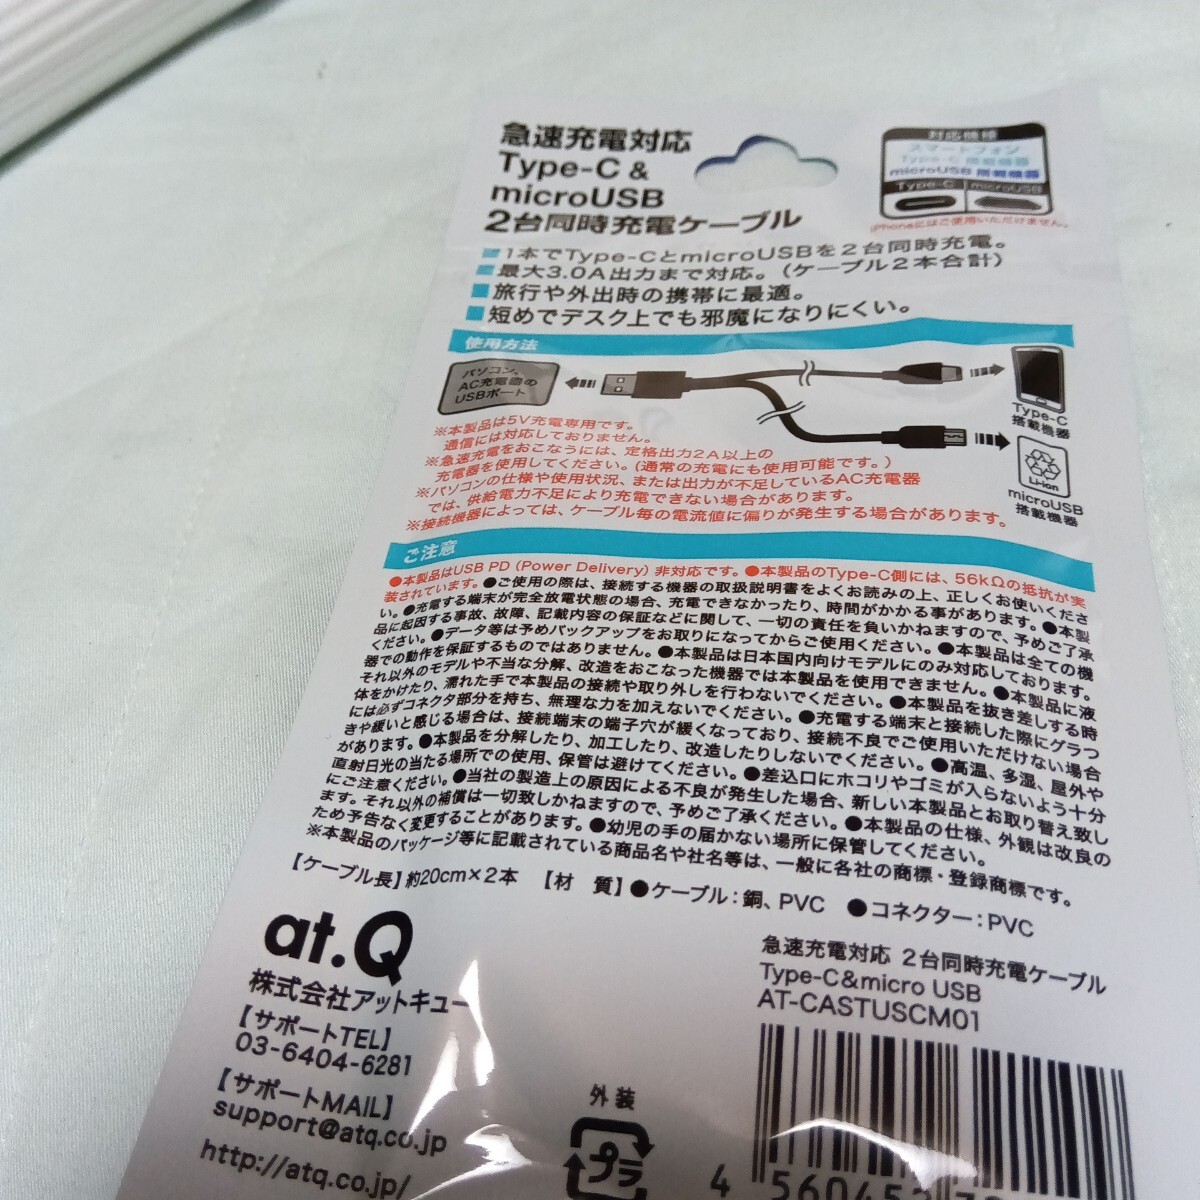 急速充電対応
Type-C &
microUSB
2台同時充電ケーブル
対応機種
スマートフォン
Type-C 搭載機器
microUSB 搭載機器
Type-C
microUSB
iPhoneにはご使用いただけません。
1本でType-CとmicroUSBを2台同時充電。
最大3.0A出力まで対応。（ケーブル2本合計）
旅行や外出時の携帯に最適。
短めでデスク上でも邪魔になりにくい。
使用方法
パソコン、
AC充電器の
USBポート
Type-C
搭載機器
Li-ion
microUSB
搭載機器
※本製品は5V充電専用です。
通信には対応しておりません。
※急速充電をおこなうには、定格出力2A以上の
充電器を使用してください。（通常の充電にも使用可能です。）
※パソコンの仕様や使用状況、または出力が不足しているAC充電器
では、供給電力不足により充電できない場合があります。
※接続機器によっては、ケーブル毎の電流値に偏りが発生する場合があります。
ご注意
●本製品はUSB PD (Power Delivery) 非対応です。●本製品のType-C側には、56kΩの抵抗が実
装されています。●ご使用の際は、接続する機器の取扱説明書をよくお読みの上、正しくお使いくださ
い。●充電する端末が完全放電状態の場合、充電できなかったり、時間がかかる事があります。●本製
品に起因する事故、故障、記載内容の保証などに関して、一切の責任を負いかねますので、予めご了承
ください。●データ等は予めバックアップをお取りになってからご使用ください。●本製品は全ての機
器での動作を保証するものではありません。●本製品は日本国内向けモデルにのみ対応しております。
それ以外のモデルや不当な分解、改造をおこなった機器では本製品を使用できません。●本製品に液
体をかけたり、濡れた手で本製品の接続や取り外しを行わないでください。●本製品を抜き差しする時
には必ずコネクタ部分を持ち、無理な力を加えないでください。●充電する端末と接続した際にグラつ
きや緩いと感じる場合は、接続端末の端子穴が緩くなっており、接続不良でご使用いただけない場合
があります。●本製品を分解したり、加工したり、改造したりしないでください。●高温、多湿、屋外や
直射日光の当たる場所での使用、保管は避けてください。●差込口にホコリやゴミが入らないよう十分
にご注意ください。●当社の製造上の原因による不良が発生した場合、新しい本製品とお取り替え致し
ます。それ以外の補償は一切致しかねますので、予めご了承ください。●本製品の仕様、外観は改良の
ため予告なく変更することがあります。●幼児の手の届かない場所に保管してください。
※本製品のパッケージ等に記載されている商品名や社名等は、一般に各社の商標・登録商標です。
【ケーブル長】約20cm×2本 【材 質】●ケーブル：銅、PVC ●コネクター：PVC
at.Q
株式会社アットキュー
【サポートTEL】
03-6404-6281
【サポートMAIL】
support@atq.co.jp
http://atq.co.jp/
急速充電対応 2台同時充電ケーブル
Type-C&micro USB
AT-CASTUSCM01
外装
プラ
4 560452